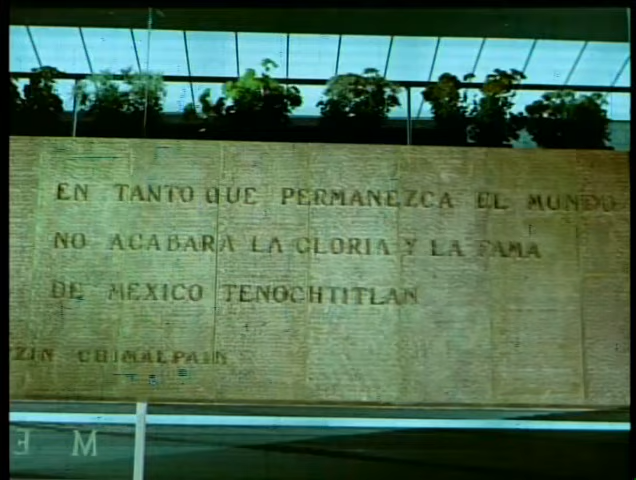 EN TANTO QUE PERMANEZCA EL MUNDO
NO ACABARA LA GLORIA Y LA FAMA
DE MEXICO TENOCHTITLAN
ZIN CHIMALPAIN
M E